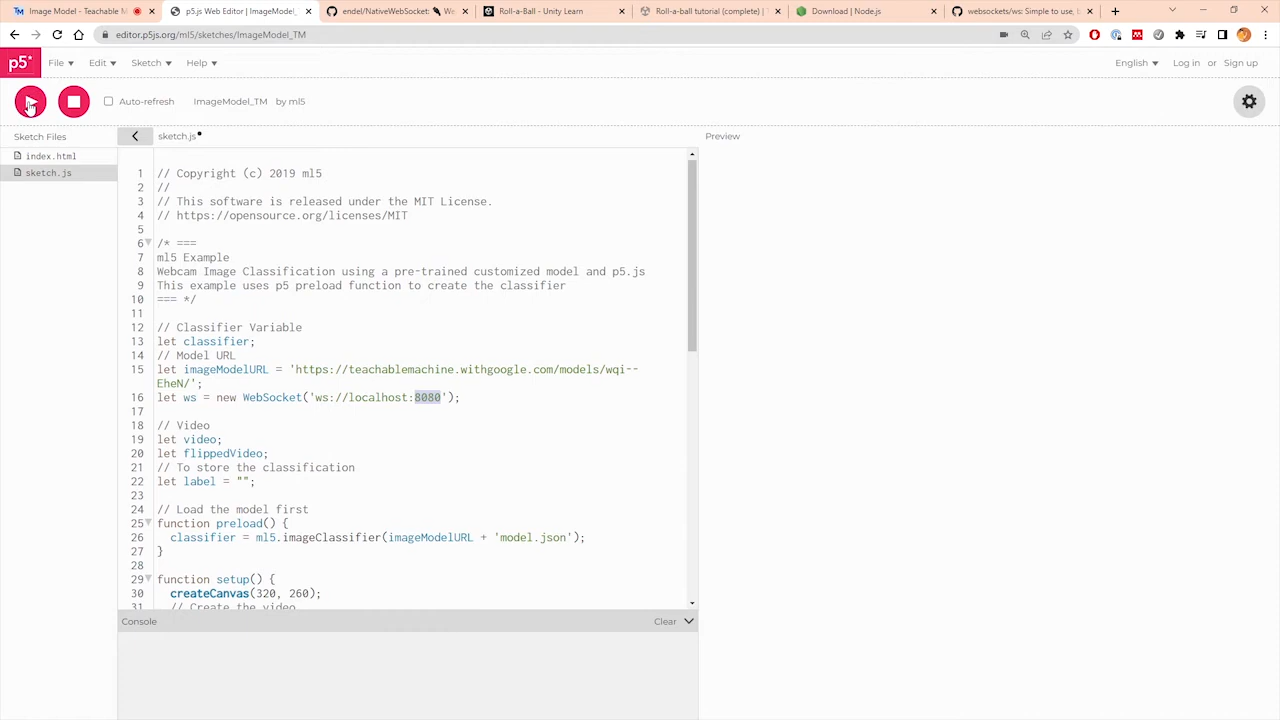 Image Model - Teachable M
p5.js Web Editor | ImageModel_
endel/NativeWebSocket: 🔌 We
Roll-a-Ball - Unity Learn
Roll-a-ball tutorial (complete) |
Download | Node.js
websockets/ws: Simple to use, b
editor.p5js.org/ml5/sketches/ImageModel_TM
p5*
File
Edit
Sketch
Help
English
Log in
or
Sign up
Auto-refresh
ImageModel_TM
by ml5
Sketch Files
sketch.js
Preview
index.html
sketch.js
1 // Copyright (c) 2019 ml5
2 //
3 // This software is released under the MIT License.
4 // https://opensource.org/licenses/MIT
5
6 /* ===
7 ml5 Example
8 Webcam Image Classification using a pre-trained customized model and p5.js
9 This example uses p5 preload function to create the classifier
10 === */
11
12 // Classifier Variable
13 let classifier;
14 // Model URL
15 let imageModelURL = 'https://teachablemachine.withgoogle.com/models/wqi--
EheN/';
16 let ws = new WebSocket('ws://localhost:8080');
17
18 // Video
19 let video;
20 let flippedVideo;
21 // To store the classification
22 let label = "";
23
24 // Load the model first
25 function preload() {
26 classifier = ml5.imageClassifier(imageModelURL + 'model.json');
27 }
28
29 function setup() {
30 createCanvas(320, 260);
31 // Create the video
Console
Clear